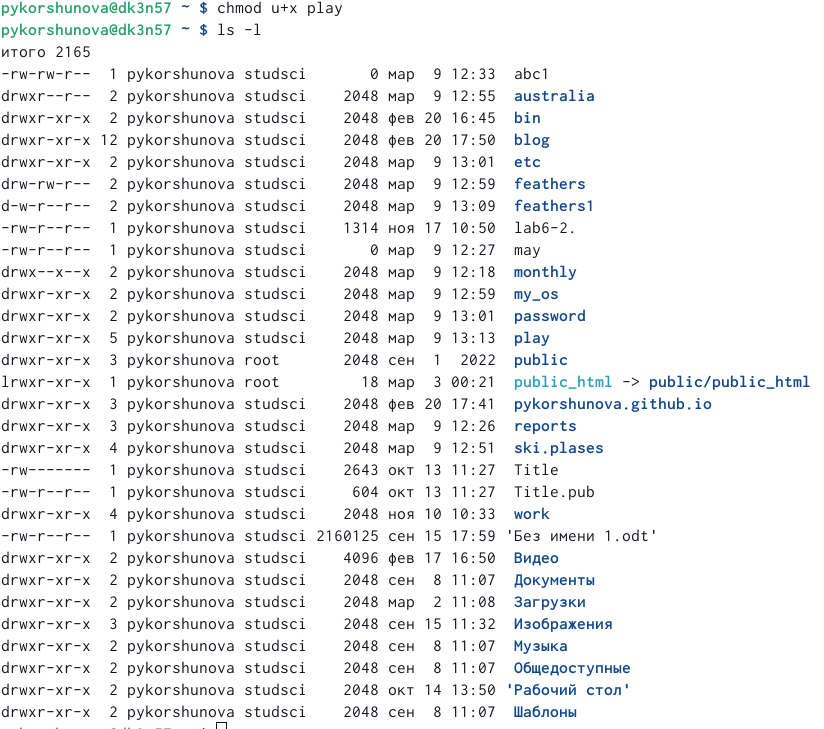 pykorshunova@dk3n57 ~ $ chmod u+x play
pykorshunova@dk3n57 ~ $ ls -l
итого 2165
-rw-rw-r-- 1 pykorshunova studsci 0 мар 9 12:33 abc1
drwxr--r-- 2 pykorshunova studsci 2048 мар 9 12:55 australia
drwxr-xr-x 2 pykorshunova studsci 2048 фев 20 16:45 bin
drwxr-xr-x 12 pykorshunova studsci 2048 фев 20 17:50 blog
drwxr-xr-x 2 pykorshunova studsci 2048 мар 9 13:01 etc
drw-rw-r-- 2 pykorshunova studsci 2048 мар 9 12:59 feathers
d-w-r--r-- 2 pykorshunova studsci 2048 мар 9 13:09 feathers1
-rw-r--r-- 1 pykorshunova studsci 1314 ноя 17 10:50 lab6-2.
-rw-r--r-- 1 pykorshunova studsci 0 мар 9 12:27 may
drwx--x--x 2 pykorshunova studsci 2048 мар 9 12:18 monthly
drwxr-xr-x 2 pykorshunova studsci 2048 мар 9 12:59 my_os
drwxr-xr-x 2 pykorshunova studsci 2048 мар 9 13:01 password
drwxr-xr-x 5 pykorshunova studsci 2048 мар 9 13:13 play
drwxr-xr-x 3 pykorshunova root 2048 сен 1 2022 public
lrwxr-xr-x 1 pykorshunova root 18 мар 3 00:21 public_html -> public/public_html
drwxr-xr-x 3 pykorshunova studsci 2048 фев 20 17:41 pykorshunova.github.io
drwxr-xr-x 3 pykorshunova studsci 2048 мар 9 12:26 reports
drwxr-xr-x 4 pykorshunova studsci 2048 мар 9 12:51 ski.plases
-rw------- 1 pykorshunova studsci 2643 окт 13 11:27 Title
-rw-r--r-- 1 pykorshunova studsci 604 окт 13 11:27 Title.pub
drwxr-xr-x 4 pykorshunova studsci 2048 ноя 10 10:33 work
-rw-r--r-- 1 pykorshunova studsci 2160125 сен 15 17:59 'Без имени 1.odt'
drwxr-xr-x 2 pykorshunova studsci 4096 фев 17 16:50 Видео
drwxr-xr-x 2 pykorshunova studsci 2048 сен 8 11:07 Документы
drwxr-xr-x 2 pykorshunova studsci 2048 мар 2 11:08 Загрузки
drwxr-xr-x 3 pykorshunova studsci 2048 сен 15 11:32 Изображения
drwxr-xr-x 2 pykorshunova studsci 2048 сен 8 11:07 Музыка
drwxr-xr-x 2 pykorshunova studsci 2048 сен 8 11:07 Общедоступные
drwxr-xr-x 2 pykorshunova studsci 2048 окт 14 13:50 'Рабочий стол'
drwxr-xr-x 2 pykorshunova studsci 2048 сен 8 11:07 Шаблоны